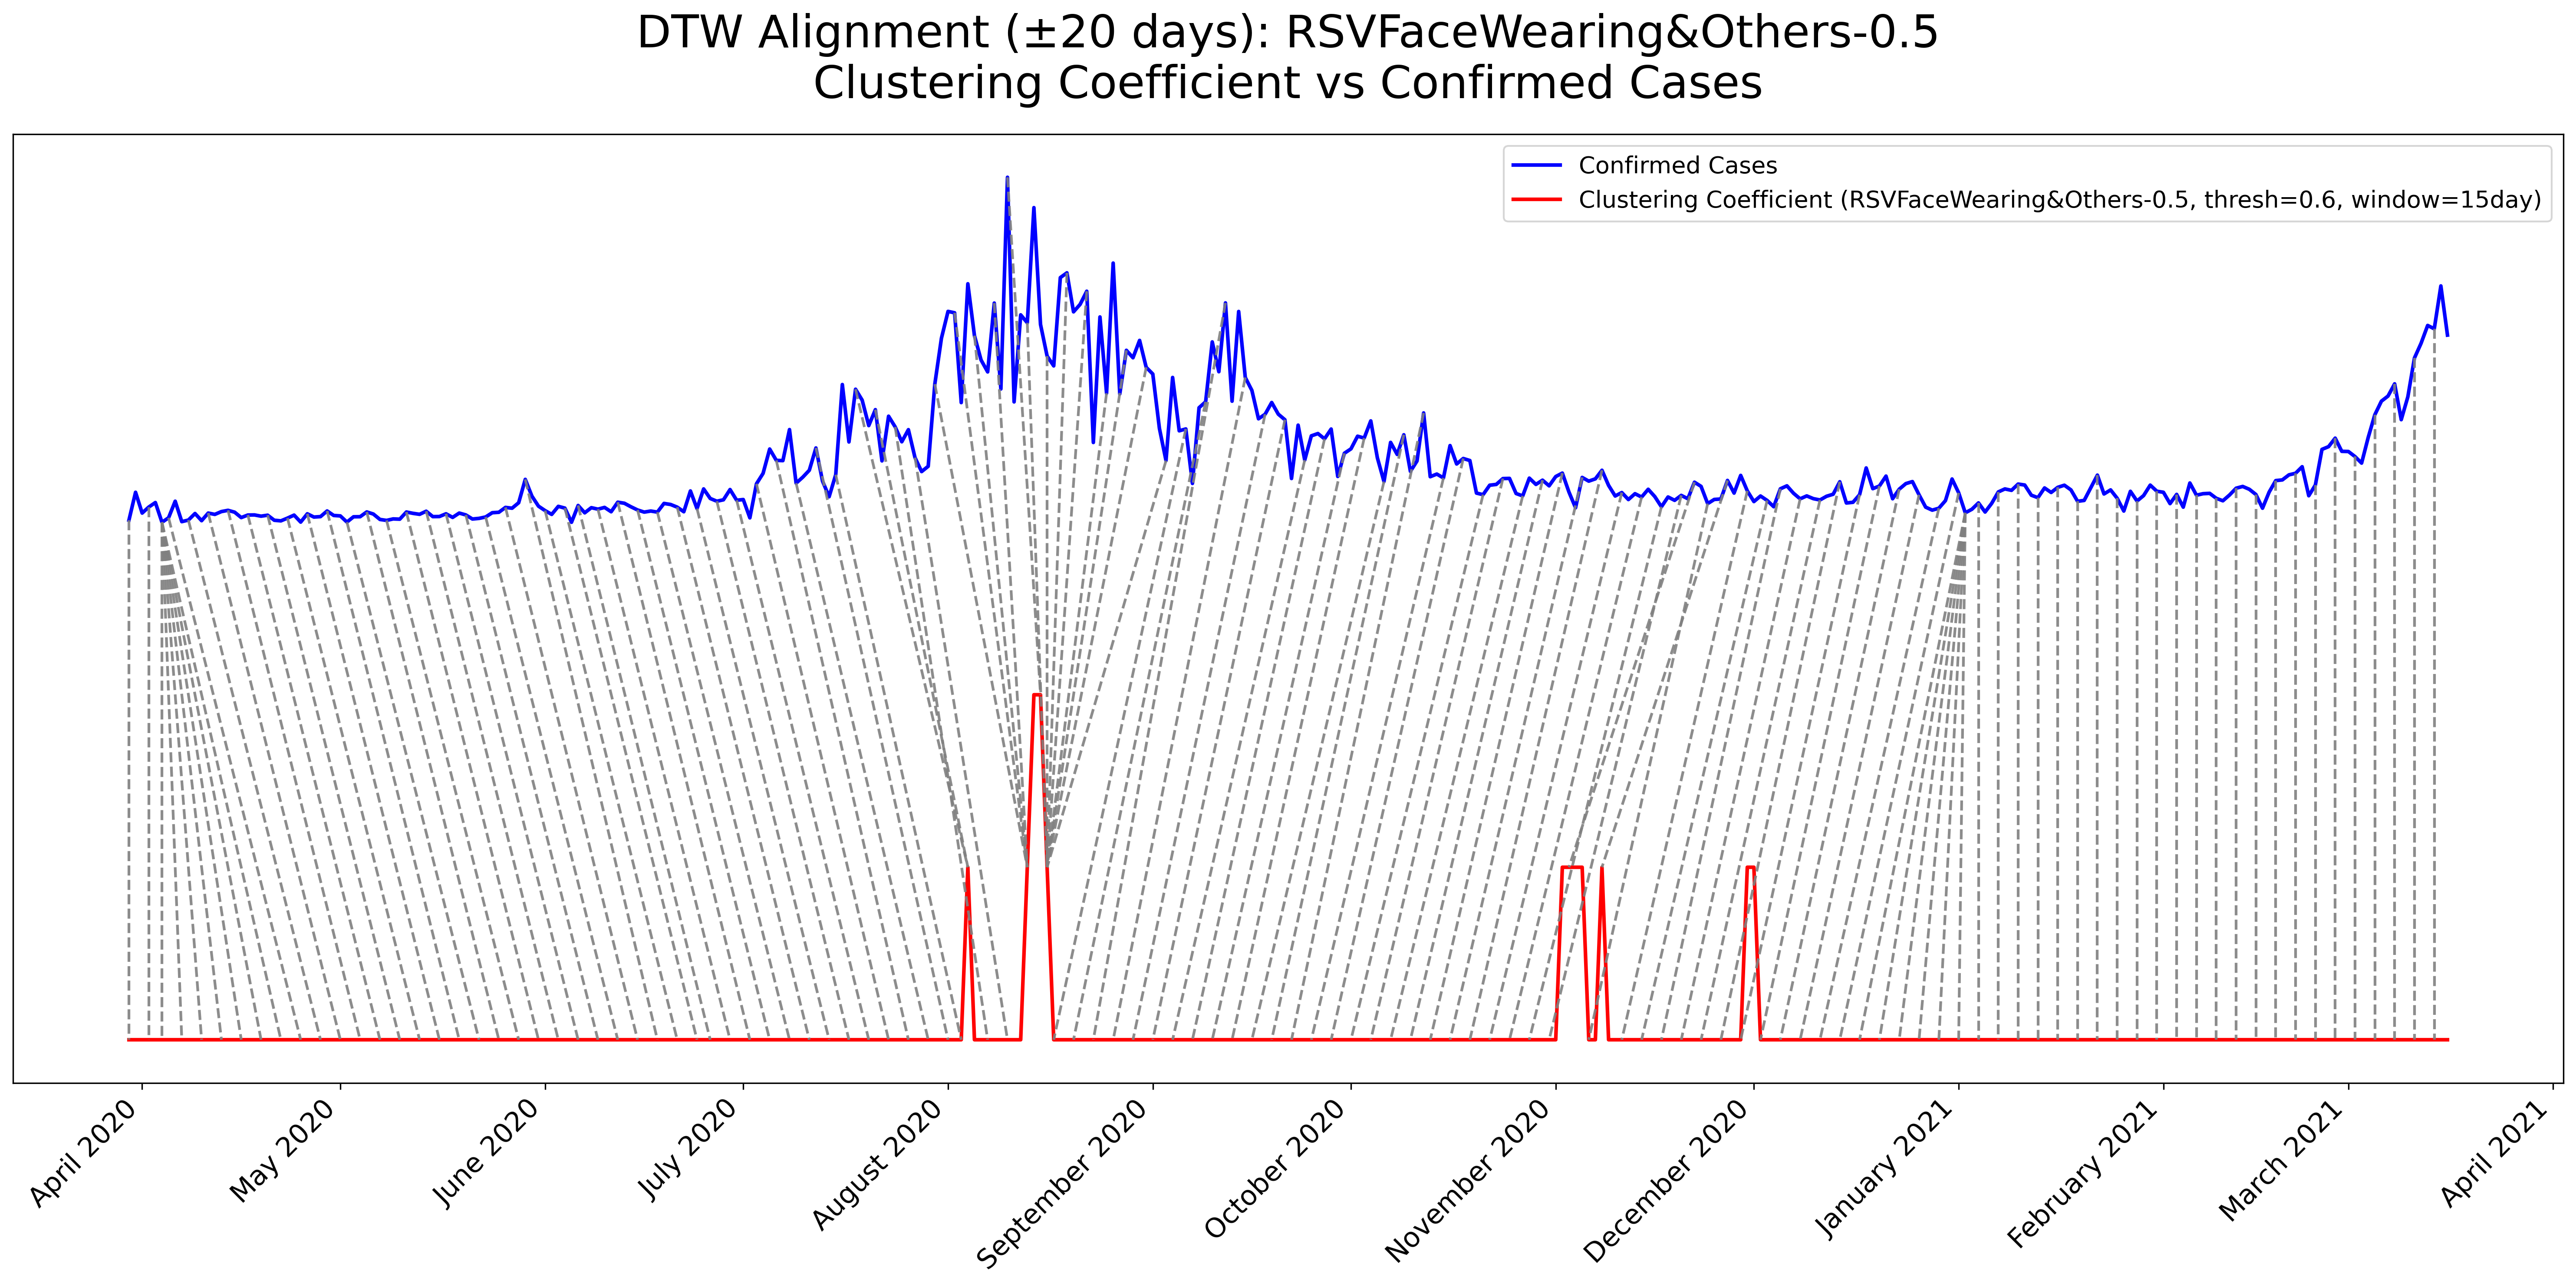 DTW Alignment (±20 days): RSVFaceWearing&Others-0.5
Clustering Coefficient vs Confirmed Cases
Confirmed Cases
Clustering Coefficient (RSVFaceWearing&Others-0.5, thresh=0.6, window=15day)
April 2020
May 2020
June 2020
July 2020
August 2020
September 2020
October 2020
November 2020
December 2020
January 2021
February 2021
March 2021
April 2021